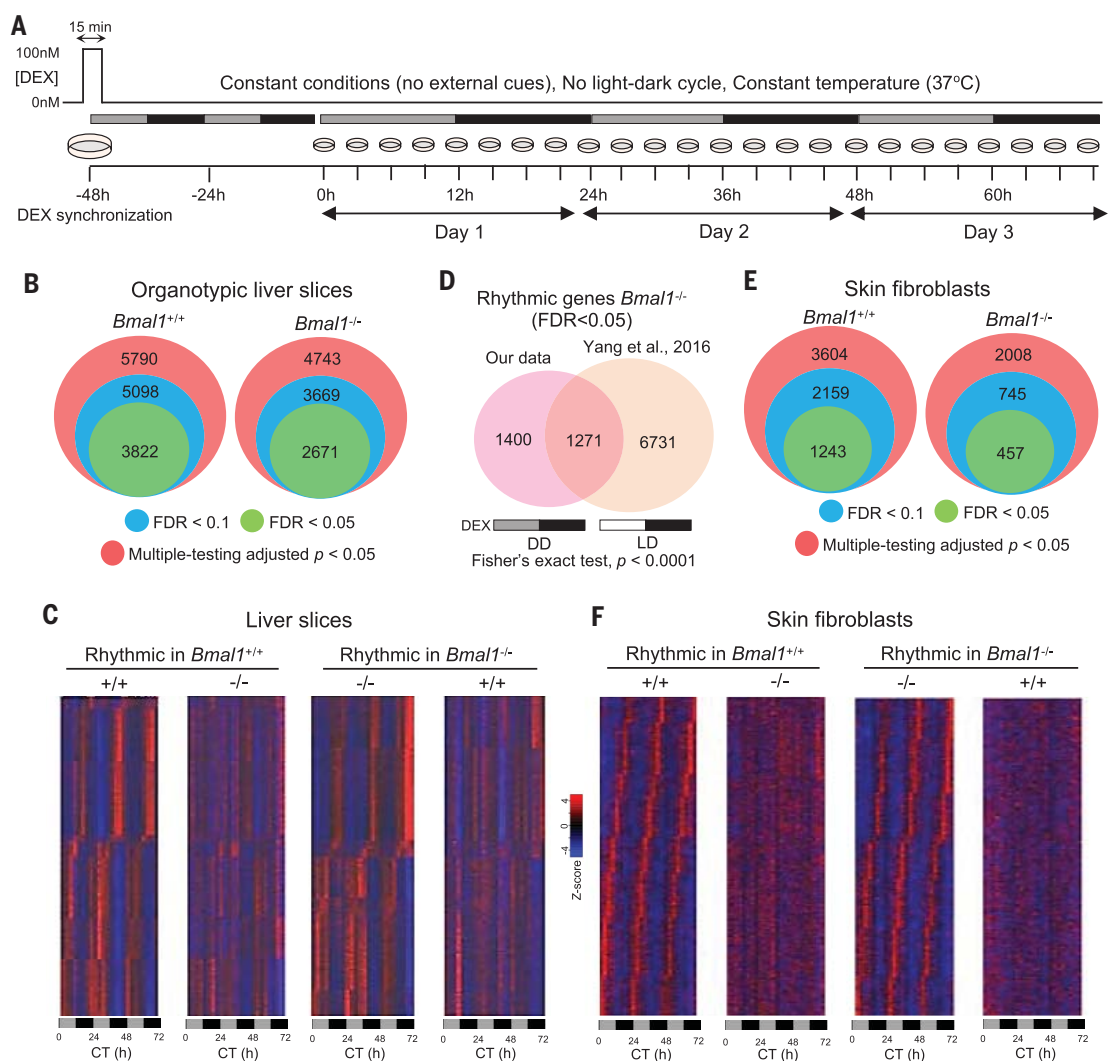 A
15 min
100nM
[DEX]
0nM
Constant conditions (no external cues), No light-dark cycle, Constant temperature (37°C)
-48h
-24h
0h
12h
24h
36h
48h
60h
DEX synchronization
Day 1
Day 2
Day 3
B
Organotypic liver slices
Bmal1+/+
Bmal1-/-
5790
5098
3822
4743
3669
2671
FDR < 0.1
FDR < 0.05
Multiple-testing adjusted p < 0.05
D
Rhythmic genes Bmal1-/-
(FDR<0.05)
Our data
Yang et al., 2016
1400
1271
6731
DEX
DD
LD
Fisher's exact test, p < 0.0001
E
Skin fibroblasts
Bmal1+/+
Bmal1-/-
3604
2159
1243
2008
745
457
FDR < 0.1
FDR < 0.05
Multiple-testing adjusted p < 0.05
C
Liver slices
Rhythmic in Bmal1+/+
Rhythmic in Bmal1-/-
+/+
-/-
-/-
+/+
0 24 48 72
CT (h)
0 24 48 72
CT (h)
0 24 48 72
CT (h)
0 24 48 72
CT (h)
Z-score
4
0
-4
F
Skin fibroblasts
Rhythmic in Bmal1+/+
Rhythmic in Bmal1-/-
+/+
-/-
-/-
+/+
0 24 48 72
CT (h)
0 24 48 72
CT (h)
0 24 48 72
CT (h)
0 24 48 72
CT (h)